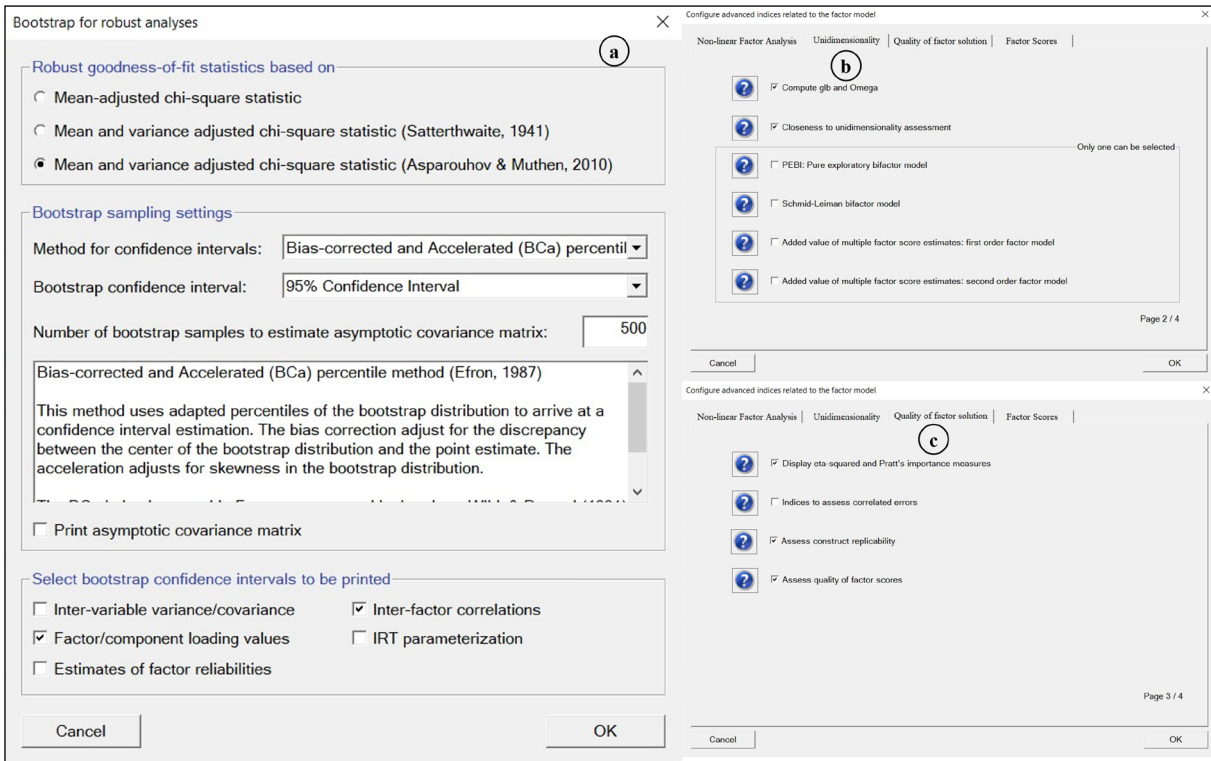 Bootstrap for robust analyses
a
Robust goodness-of-fit statistics based on
Mean-adjusted chi-square statistic
Mean and variance adjusted chi-square statistic (Satterthwaite, 1941)
Mean and variance adjusted chi-square statistic (Asparouhov & Muthen, 2010)
Bootstrap sampling settings
Method for confidence intervals: Bias-corrected and Accelerated (BCa) percentil
Bootstrap confidence interval: 95% Confidence Interval
Number of bootstrap samples to estimate asymptotic covariance matrix: 500
Bias-corrected and Accelerated (BCa) percentile method (Efron, 1987)
This method uses adapted percentiles of the bootstrap distribution to arrive at a
confidence interval estimation. The bias correction adjust for the discrepancy
between the center of the bootstrap distribution and the point estimate. The
acceleration adjusts for skewness in the bootstrap distribution.
Print asymptotic covariance matrix
Select bootstrap confidence intervals to be printed
Inter-variable variance/covariance Inter-factor correlations
Factor/component loading values IRT parameterization
Estimates of factor reliabilities
Cancel OK
Configure advanced indices related to the factor model
Non-linear Factor Analysis Unidimensionality Quality of factor solution Factor Scores
b
Compute glb and Omega
Closeness to unidimensionality assessment
Only one can be selected
PEBI: Pure exploratory bifactor model
Schmid-Leiman bifactor model
Added value of multiple factor score estimates: first order factor model
Added value of multiple factor score estimates: second order factor model
Page 2 / 4
Cancel OK
Configure advanced indices related to the factor model
Non-linear Factor Analysis Unidimensionality Quality of factor solution Factor Scores
c
Display eta-squared and Pratt's importance measures
Indices to assess correlated errors
Assess construct replicability
Assess quality of factor scores
Page 3 / 4
Cancel OK